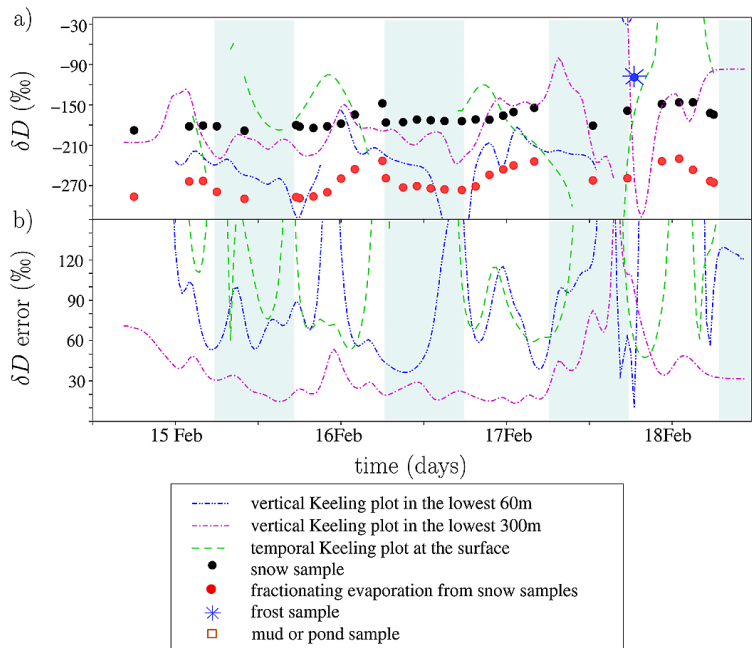 a)
δD (‰)
−30
−90
−150
−210
−270
b)
δD error (‰)
120
90
60
30
15 Feb
16Feb
17Feb
18Feb
time (days)
vertical Keeling plot in the lowest 60m
vertical Keeling plot in the lowest 300m
temporal Keeling plot at the surface
snow sample
fractionating evaporation from snow samples
frost sample
mud or pond sample